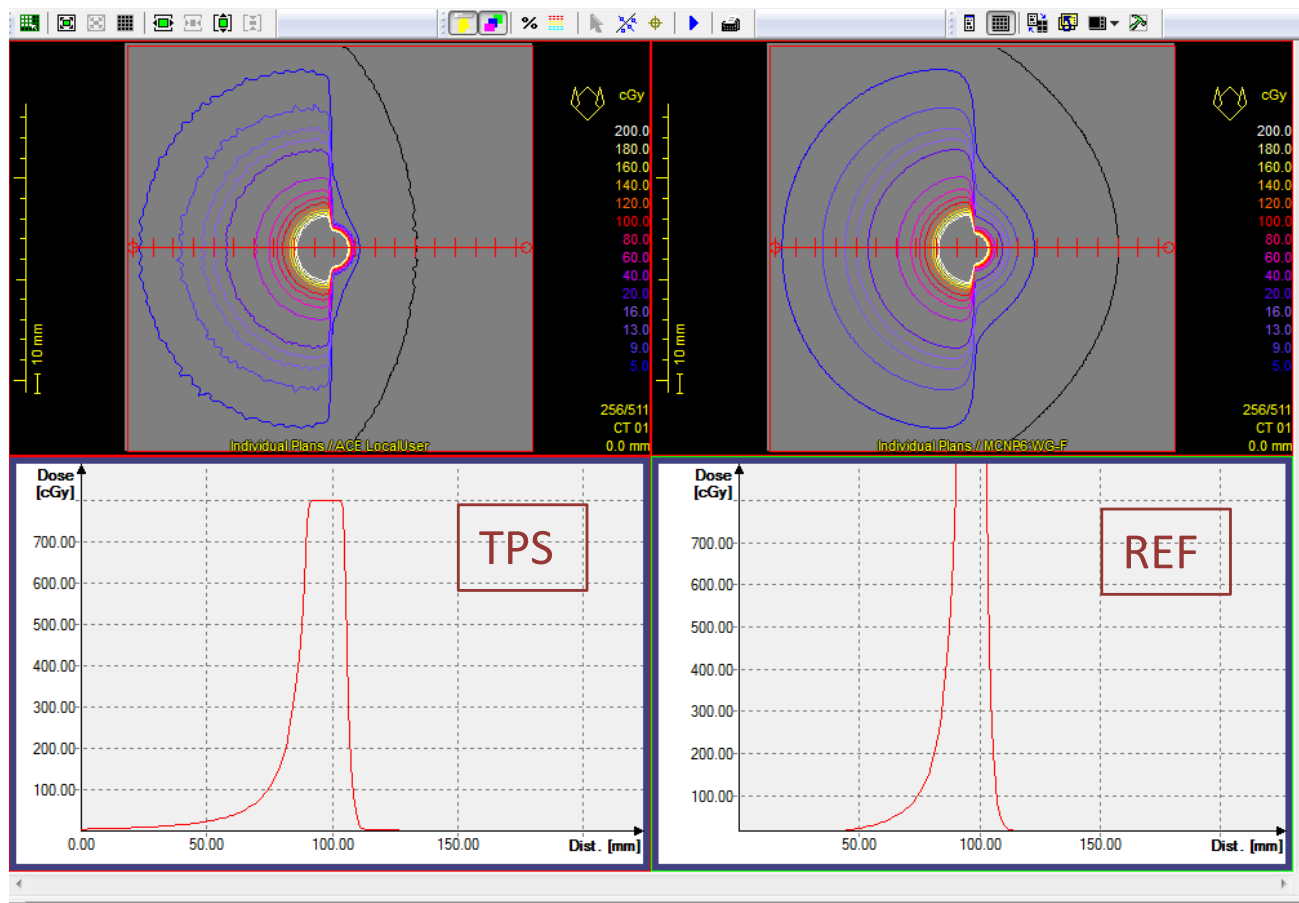 %
cGy
200.0
180.0
160.0
140.0
120.0
100.0
80.0
60.0
40.0
20.0
16.0
13.0
9.0
5.0
10 mm
256/511
CT 01
0.0 mm
Individual Plans / ACE LocalUser
cGy
200.0
180.0
160.0
140.0
120.0
100.0
80.0
60.0
40.0
20.0
16.0
13.0
9.0
5.0
10 mm
256/511
CT 01
0.0 mm
Individual Plans / MCNP6:WG-F
Dose
[cGy]
TPS
700.00
600.00
500.00
400.00
300.00
200.00
100.00
0.00 50.00 100.00 150.00 Dist. [mm]
Dose
[cGy]
REF
700.00
600.00
500.00
400.00
300.00
200.00
100.00
50.00 100.00 150.00 Dist. [mm]